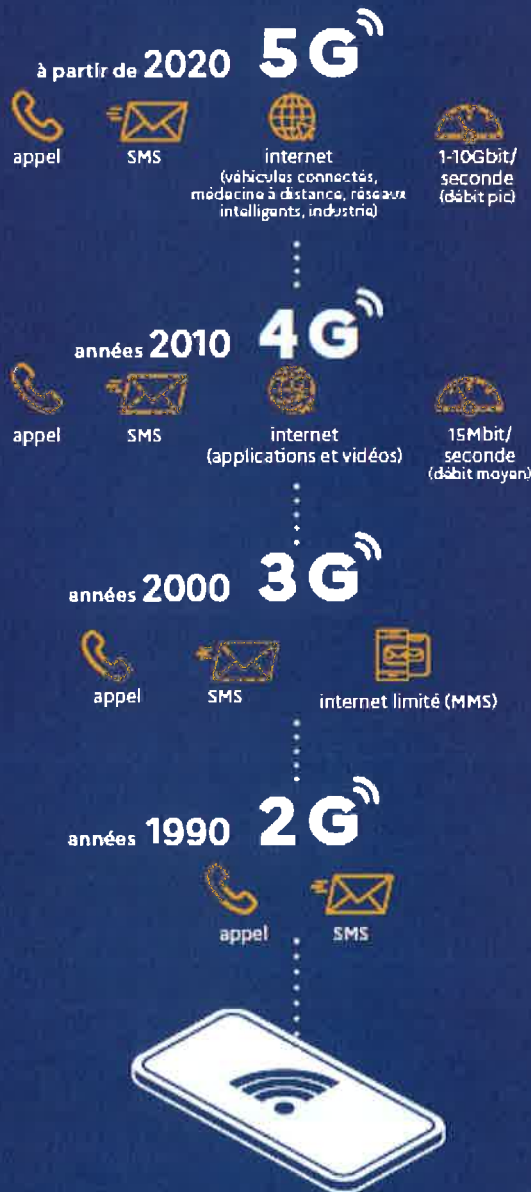 à partir de 2020 5G
appel
SMS
internet
(véhicules connectés,
médecine à distance, réseaux
intelligents, industrie)
1-10Gbit/
seconde
(débit pic)
années 2010 4G
appel
SMS
internet
(applications et vidéos)
15Mbit/
seconde
(débit moyen)
années 2000 3G
appel
SMS
internet limité (MMS)
années 1990 2G
appel
SMS